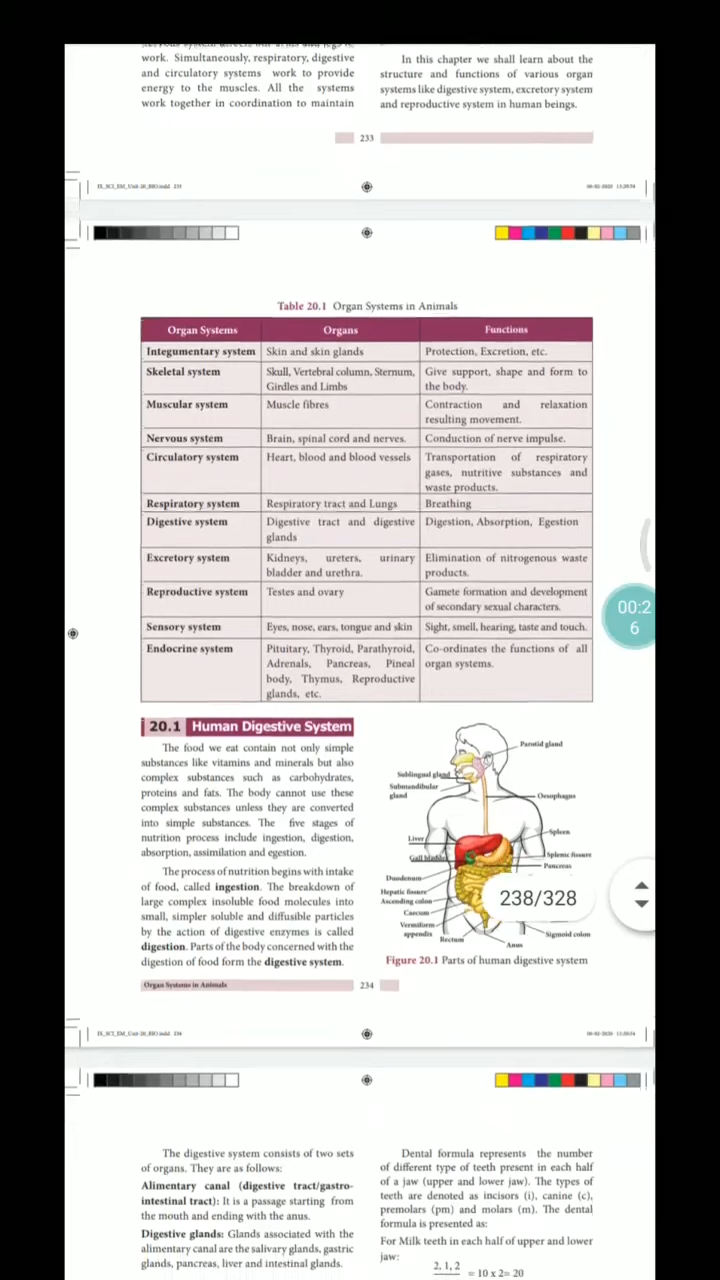 work. Simultaneously, respiratory, digestive
and circulatory systems work to provide
energy to the muscles. All the systems
work together in coordination to maintain
In this chapter we shall learn about the
structure and functions of various organ
systems like digestive system, excretory system
and reproductive system in human beings.
233
IX_SCI_EM_Unit-20_BIO.indd 233
Table 20.1 Organ Systems in Animals
Organ Systems Organs Functions
Integumentary system Skin and skin glands Protection, Excretion, etc.
Skeletal system Skull, Vertebral column, Sternum, Give support, shape and form to
Girdles and Limbs the body.
Muscular system Muscle fibres Contraction and relaxation
resulting movement.
Nervous system Brain, spinal cord and nerves. Conduction of nerve impulse.
Circulatory system Heart, blood and blood vessels Transportation of respiratory
gases, nutritive substances and
waste products.
Respiratory system Respiratory tract and Lungs Breathing
Digestive system Digestive tract and digestive Digestion, Absorption, Egestion
glands
Excretory system Kidneys, ureters, urinary Elimination of nitrogenous waste
bladder and urethra. products.
Reproductive system Testes and ovary Gamete formation and development
of secondary sexual characters.
Sensory system Eyes, nose, ears, tongue and skin Sight, smell, hearing, taste and touch.
Endocrine system Pituitary, Thyroid, Parathyroid, Co-ordinates the functions of all
Adrenals, Pancreas, Pineal organ systems.
body, Thymus, Reproductive
glands, etc.
00:2
6
20.1 Human Digestive System
The food we eat contain not only simple
substances like vitamins and minerals but also
complex substances such as carbohydrates,
proteins and fats. The body cannot use these
complex substances unless they are converted
into simple substances. The five stages of
nutrition process include ingestion, digestion,
absorption, assimilation and egestion.
The process of nutrition begins with intake
of food, called ingestion. The breakdown of
large complex insoluble food molecules into
small, simpler soluble and diffusible particles
by the action of digestive enzymes is called
digestion. Parts of the body concerned with the
digestion of food form the digestive system.
Parotid gland
Sublingual gland
Submandibular
gland
Oesophagus
Spleen
Liver
Splenic fissure
Gall bladder
Pancreas
Duodenum
Hepatic fissure
Ascending colon
Caecum
Vermiform
appendix
Rectum
Anus
Sigmoid colon
238/328
Figure 20.1 Parts of human digestive system
Organ Systems in Animals 234
IX_SCI_EM_Unit-20_BIO.indd 234
The digestive system consists of two sets
of organs. They are as follows:
Alimentary canal (digestive tract/gastro-
intestinal tract): It is a passage starting from
the mouth and ending with the anus.
Digestive glands: Glands associated with the
alimentary canal are the salivary glands, gastric
glands, pancreas, liver and intestinal glands.
Dental formula represents the number
of different type of teeth present in each half
of a jaw (upper and lower jaw). The types of
teeth are denoted as incisors (i), canine (c),
premolars (pm) and molars (m). The dental
formula is presented as:
For Milk teeth in each half of upper and lower
jaw:
2, 1, 2
= 10 x 2= 20